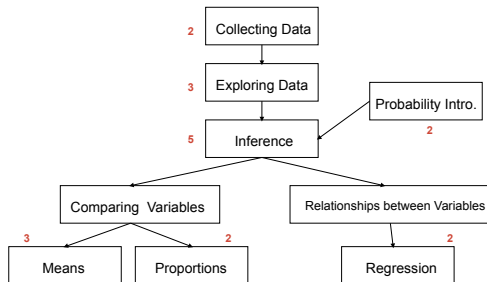 2
Collecting Data
3
Exploring Data
Probability Intro.
2
5
Inference
Comparing Variables
Relationships between Variables
3
2
2
Means
Proportions
Regression